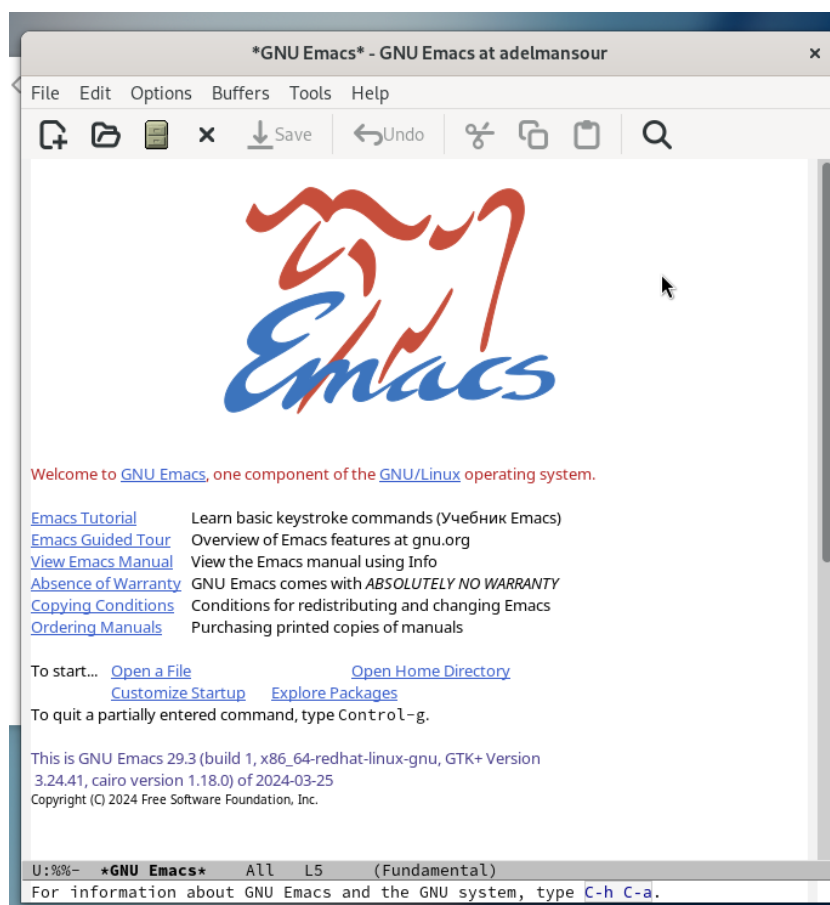 *GNU Emacs* - GNU Emacs at adelmansour
File Edit Options Buffers Tools Help
Save Undo
Emacs
Welcome to GNU Emacs, one component of the GNU/Linux operating system.
Emacs Tutorial Learn basic keystroke commands (Учебник Emacs)
Emacs Guided Tour Overview of Emacs features at gnu.org
View Emacs Manual View the Emacs manual using Info
Absence of Warranty GNU Emacs comes with ABSOLUTELY NO WARRANTY
Copying Conditions Conditions for redistributing and changing Emacs
Ordering Manuals Purchasing printed copies of manuals
To start... Open a File Open Home Directory
Customize Startup Explore Packages
To quit a partially entered command, type Control-g.
This is GNU Emacs 29.3 (build 1, x86_64-redhat-linux-gnu, GTK+ Version
3.24.41, cairo version 1.18.0) of 2024-03-25
Copyright (C) 2024 Free Software Foundation, Inc.
U:%%- *GNU Emacs* All L5 (Fundamental)
For information about GNU Emacs and the GNU system, type C-h C-a.